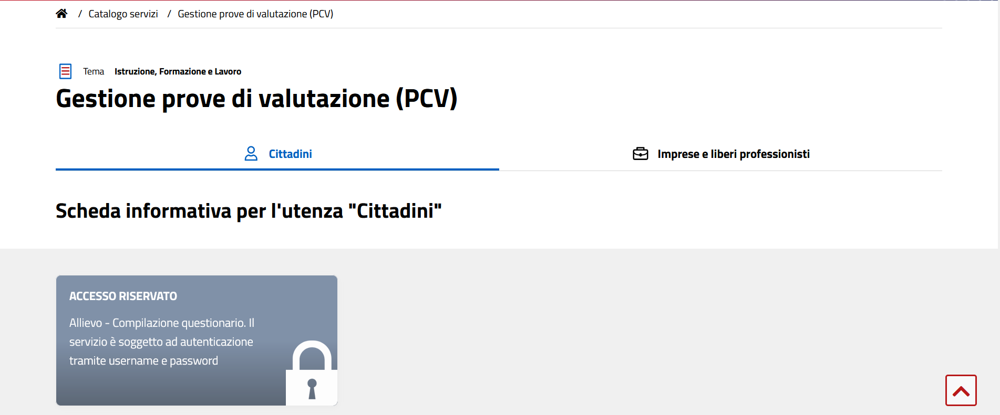 / Catalogo servizi / Gestione prove di valutazione (PCV)
Tema Istruzione, Formazione e Lavoro
Gestione prove di valutazione (PCV)
Cittadini
Imprese e liberi professionisti
Scheda informativa per l'utenza "Cittadini"
ACCESSO RISERVATO
Allievo - Compilazione questionario. Il
servizio è soggetto ad autenticazione
tramite username e password